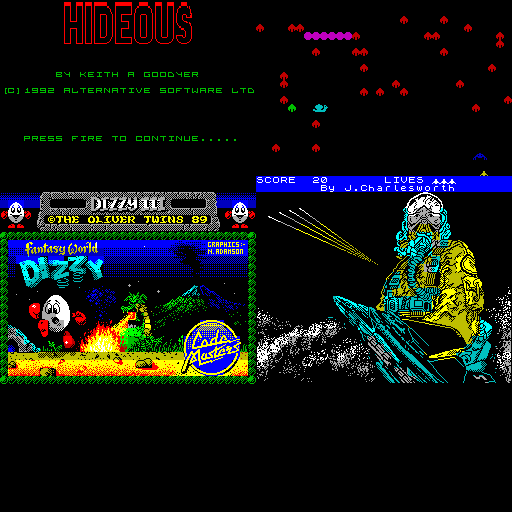 HIDEOUS
BY KEITH A GOODYER
(C) 1992 ALTERNATIVE SOFTWARE LTD
PRESS FIRE TO CONTINUE.....
SCORE 20 LIVES
By J.Charlesworth
DIZZY III
©THE OLIVER TWINS 89
Fantasy World
DIZZY
GRAPHICS:-
N.ADAMSON
Code
Masters